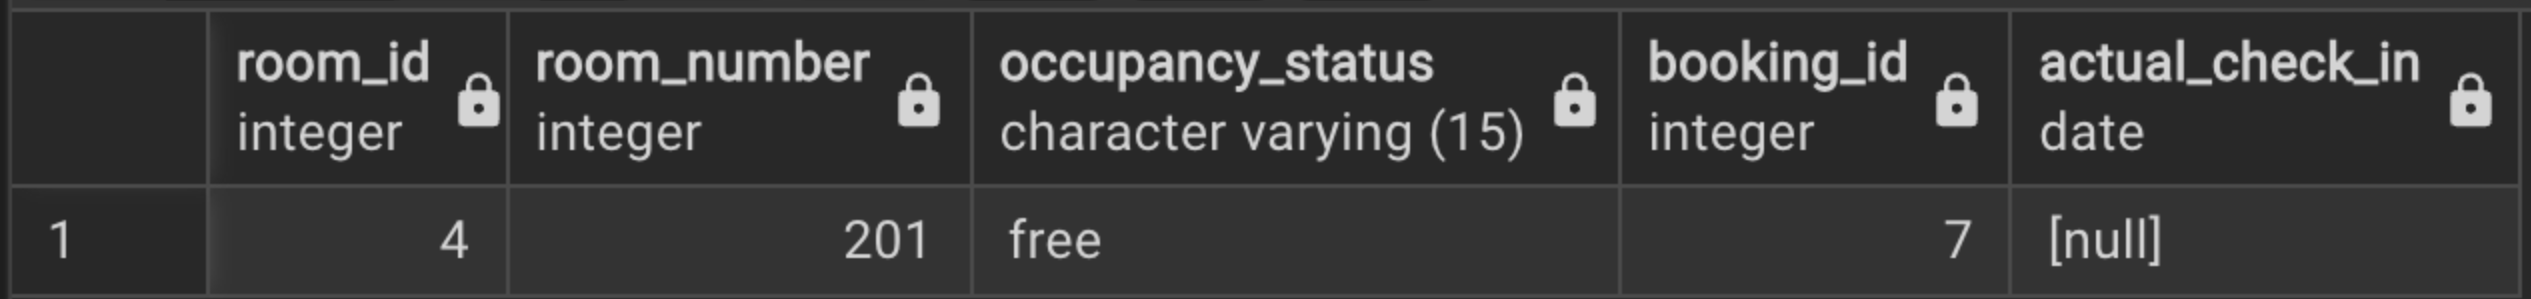 room_id room_number occupancy_status booking_id actual_check_in
integer integer character varying (15) integer date
1 4 201 free 7 [null]